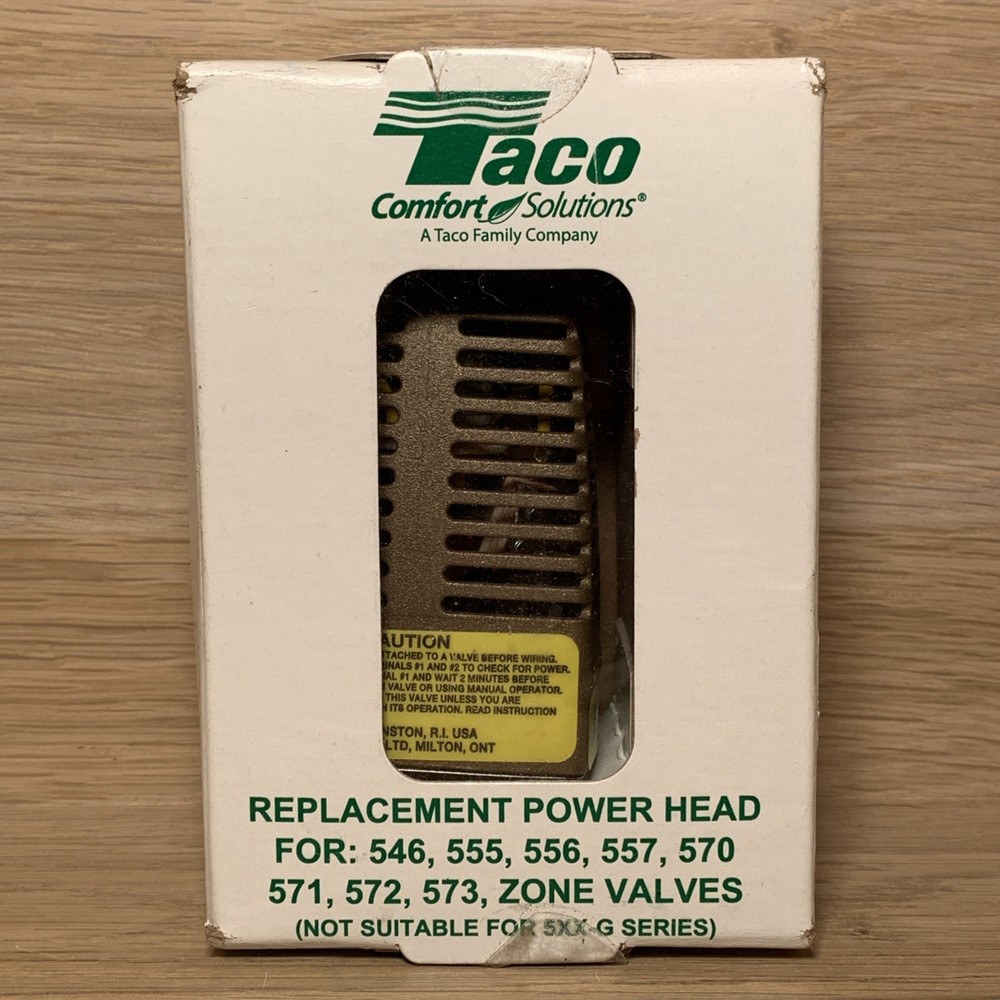 Taco
Comfort Solutions®
A Taco Family Company
AUTION
TTACHED TO A VALVE BEFORE WIRING.
INALS #1 AND #2 TO CHECK FOR POWER.
AL #1 AND WAIT 2 MINUTES BEFORE
VALVE OR USING MANUAL OPERATOR.
THIS VALVE UNLESS YOU ARE
H ITS OPERATION. READ INSTRUCTION
NSTON, R.I. USA
LTD, MILTON, ONT
REPLACEMENT POWER HEAD
FOR: 546, 555, 556, 557, 570
571, 572, 573, ZONE VALVES
(NOT SUITABLE FOR 5XX-G SERIES)